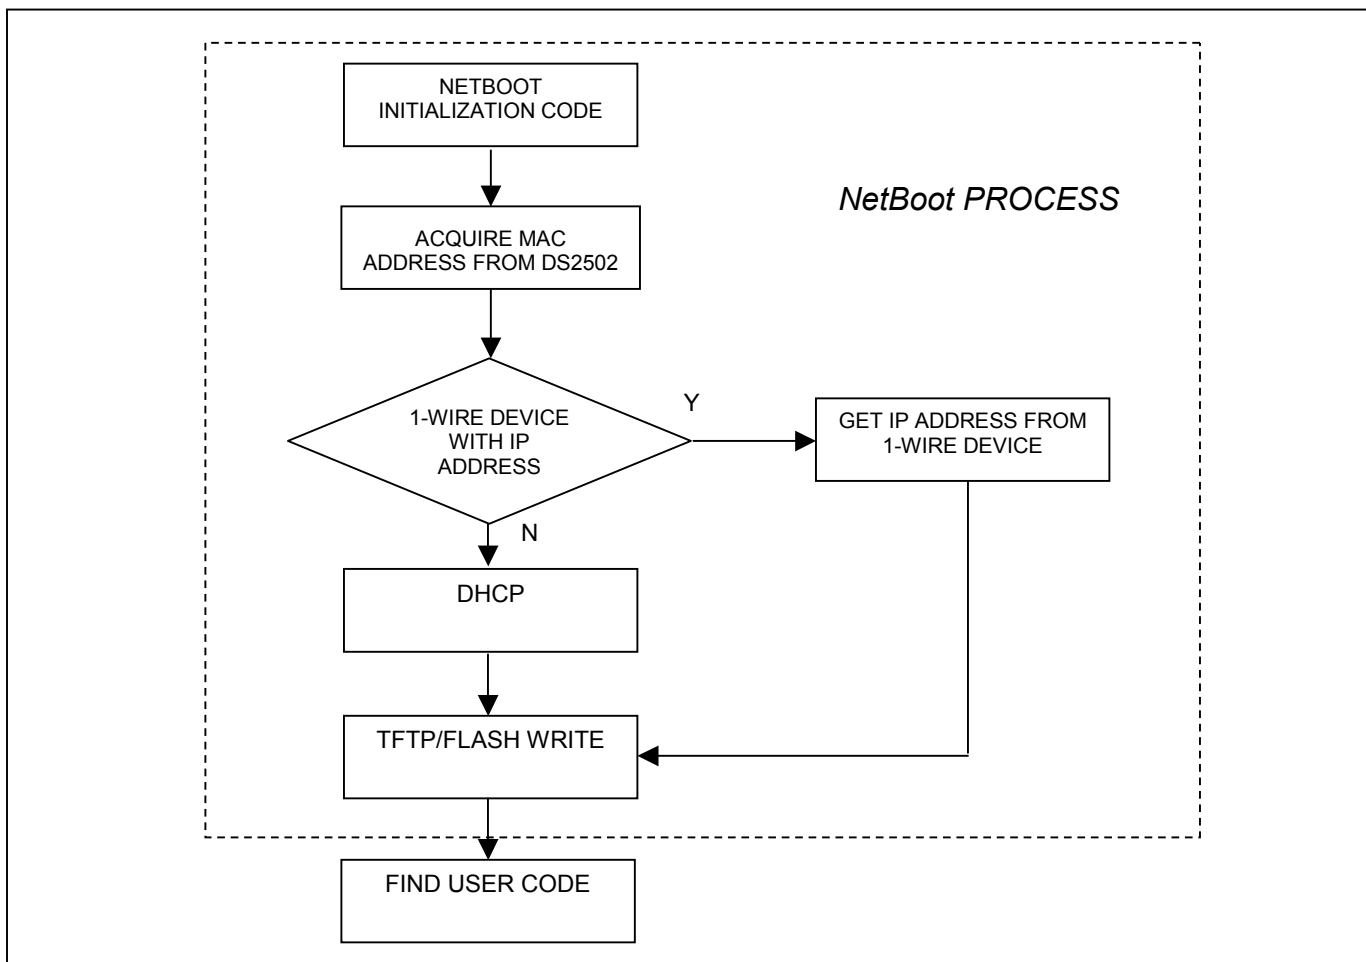 NETBOOT
INITIALIZATION CODE
NetBoot PROCESS
ACQUIRE MAC
ADDRESS FROM DS2502
1-WIRE DEVICE
WITH IP
ADDRESS
Y
GET IP ADDRESS FROM
1-WIRE DEVICE
N
DHCP
TFTP/FLASH WRITE
FIND USER CODE